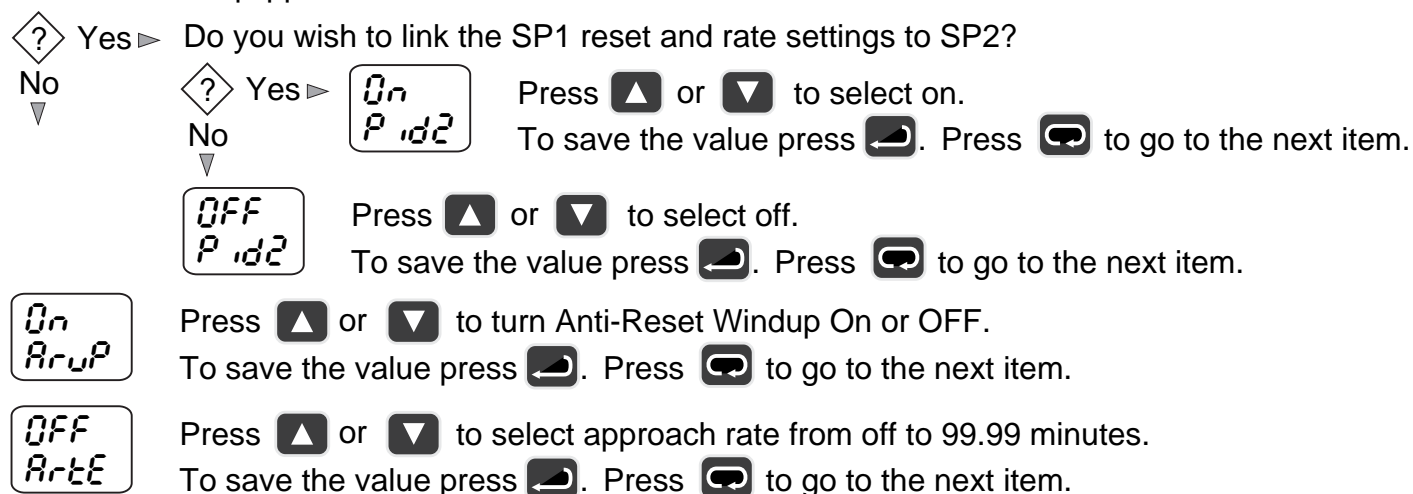 ? Yes Do you wish to link the SP1 reset and rate settings to SP2?
No
? Yes On Pid2 Press or to select on.
To save the value press . Press to go to the next item.
No
OFF Pid2 Press or to select off.
To save the value press . Press to go to the next item.
On Press or to turn Anti-Reset Windup On or OFF.
AruP To save the value press . Press to go to the next item.
OFF Press or to select approach rate from off to 99.99 minutes.
ArtE To save the value press . Press to go to the next item.